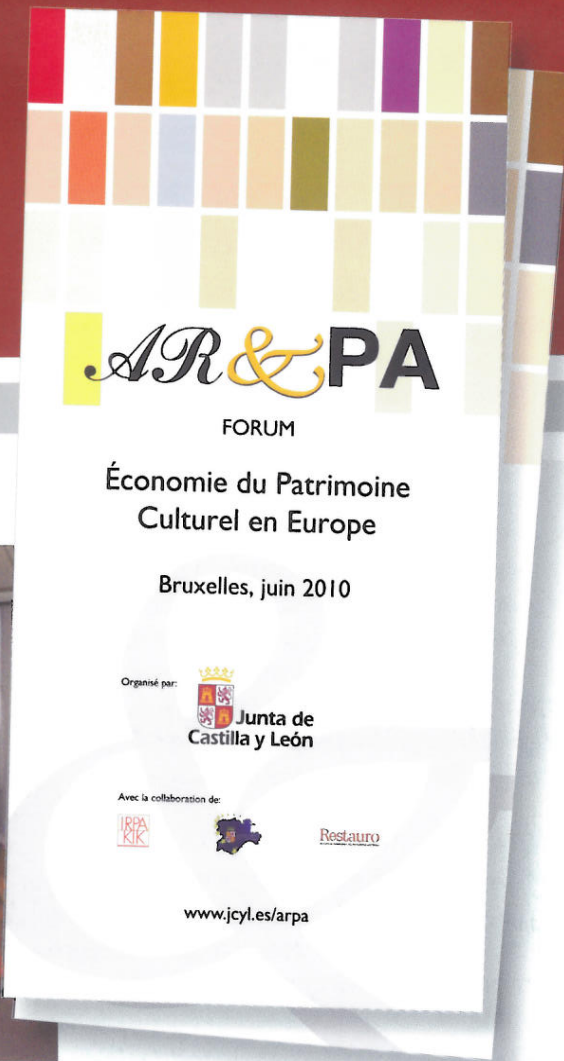 AR&PA
FORUM
Économie du Patrimoine
Culturel en Europe
Bruxelles, juin 2010
Organisé par:
Junta de
Castilla y León
Avec la collaboration de:
IRPA
KIK
Restauro
www.jcyl.es/arpa